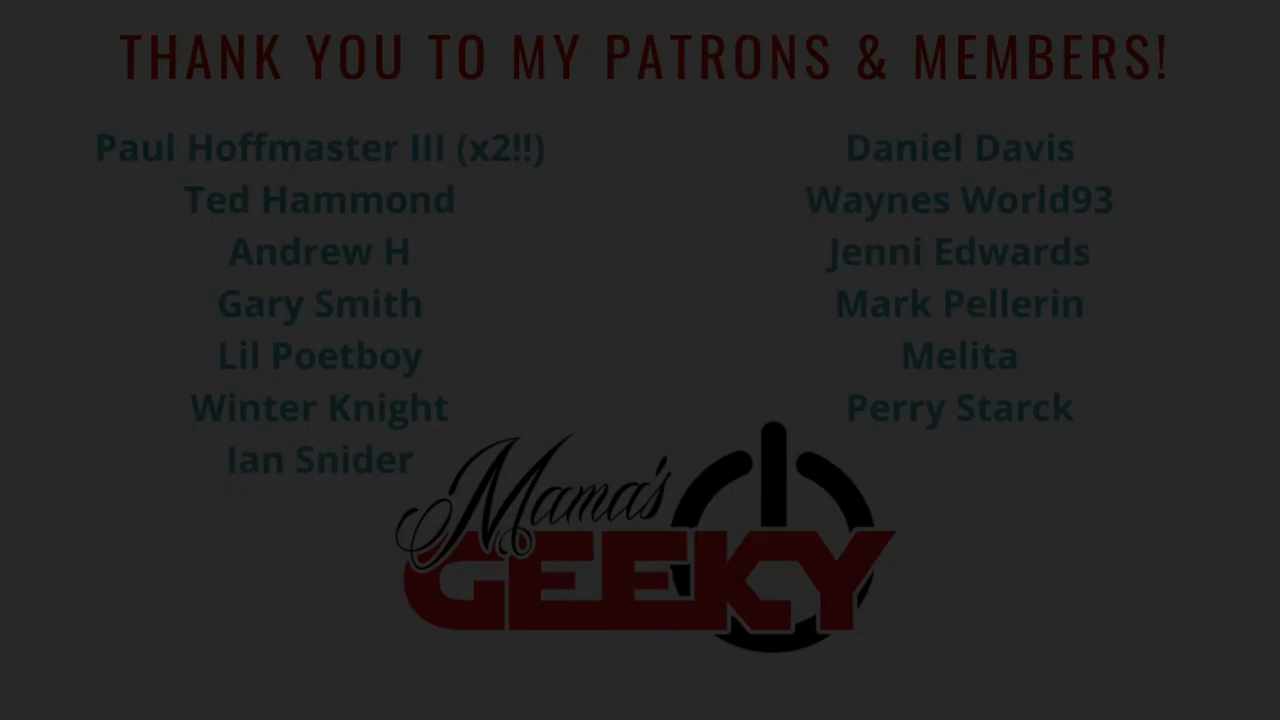 THANK YOU TO MY PATRONS & MEMBERS!
Paul Hoffmaster III (x2!!)
Ted Hammond
Andrew H
Gary Smith
Lil Poetboy
Winter Knight
Ian Snider
Daniel Davis
Waynes World93
Jenni Edwards
Mark Pellerin
Melita
Perry Starck
Mama's
GEEKY